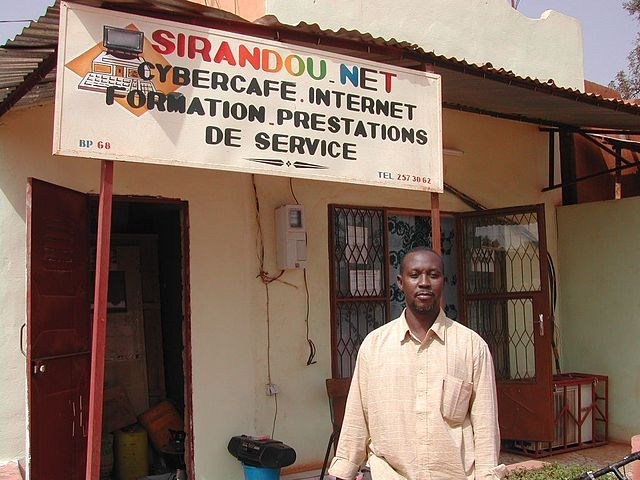 SIRANDOU.NET
CYBERCAFE.INTERNET
FORMATION.PRESTATIONS
DE SERVICE
BP 68
TEL 257 30 62